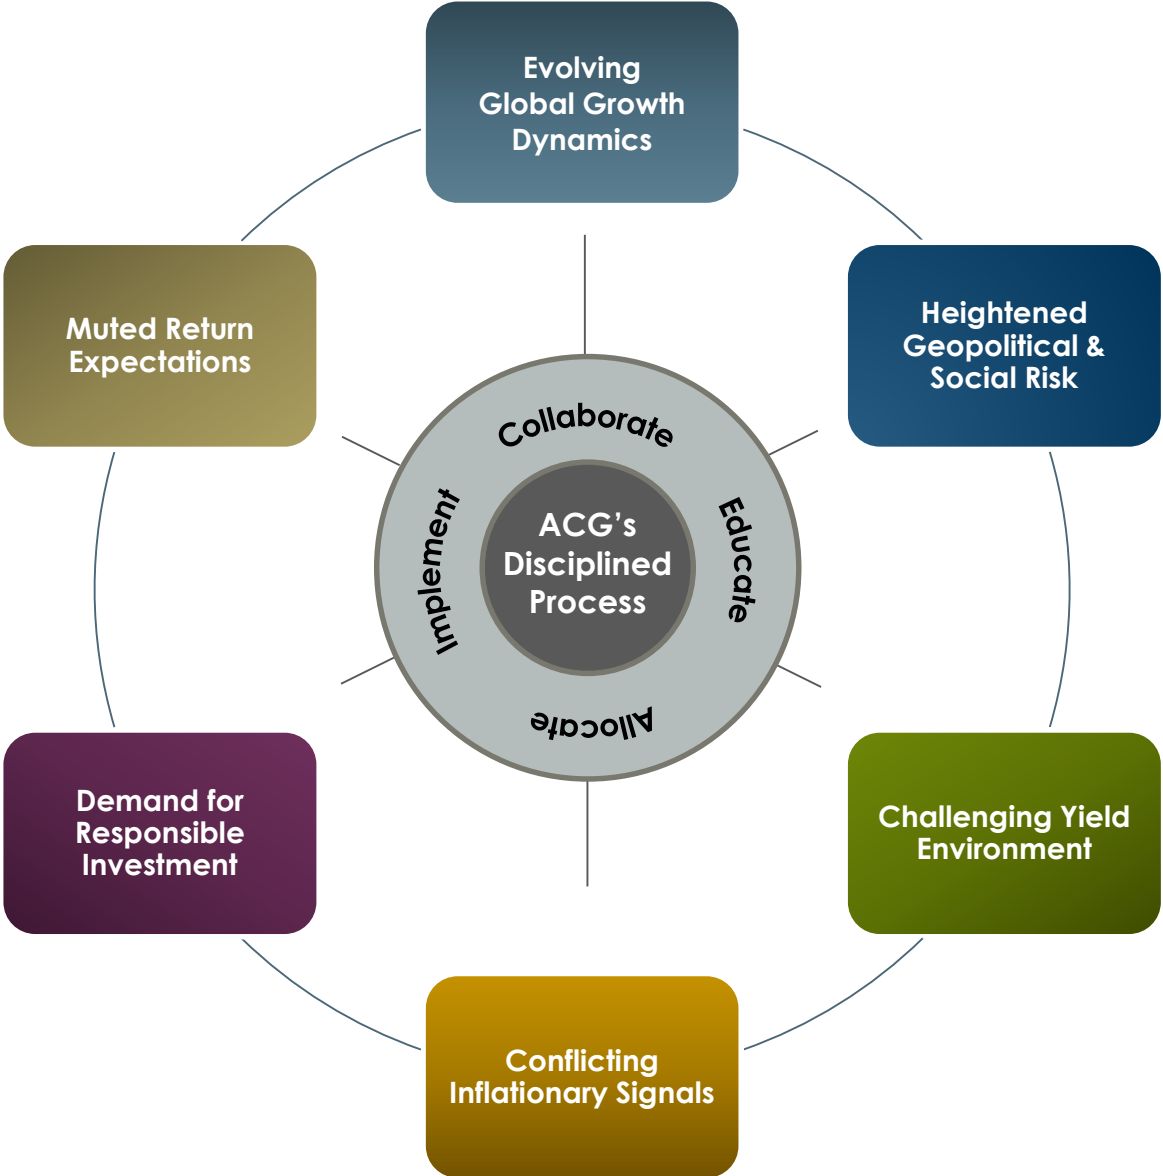 Evolving
Global Growth
Dynamics
Heightened
Geopolitical &
Social Risk
Challenging Yield
Environment
Conflicting
Inflationary Signals
Demand for
Responsible
Investment
Muted Return
Expectations
Collaborate
Educate
Allocate
Implement
ACG's
Disciplined
Process